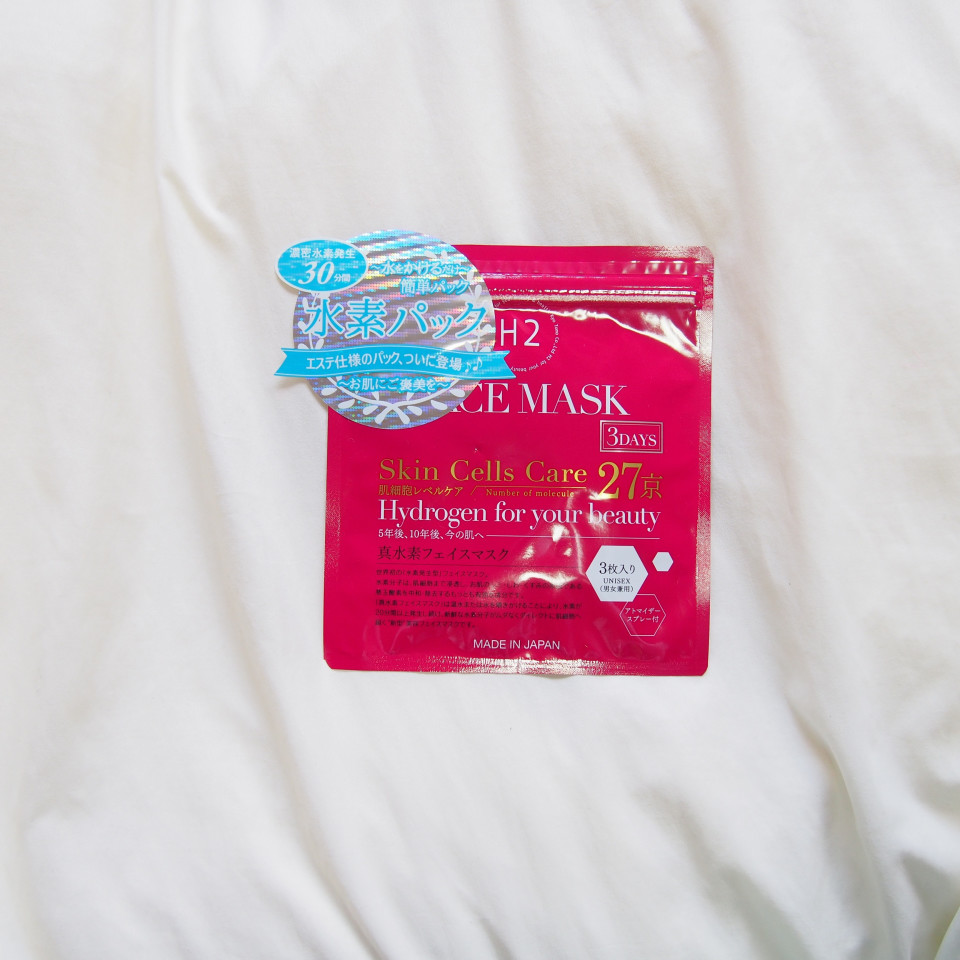 濃密水素発生
30分間
〜水をかけるだけ〜
簡単パック
水素パック
エステ仕様のパック、ついに登場♪♪
〜お肌にご褒美を〜
H2
MASK
3DAYS
Skin Cells Care 27京
肌細胞レベルケア / Number of molecule
Hydrogen for your beauty
5年後、10年後、今の肌へ
真水素フェイスマスク
3枚入り
UNISEX
(男女兼用)
アトマイザー
スプレー付
MADE IN JAPAN